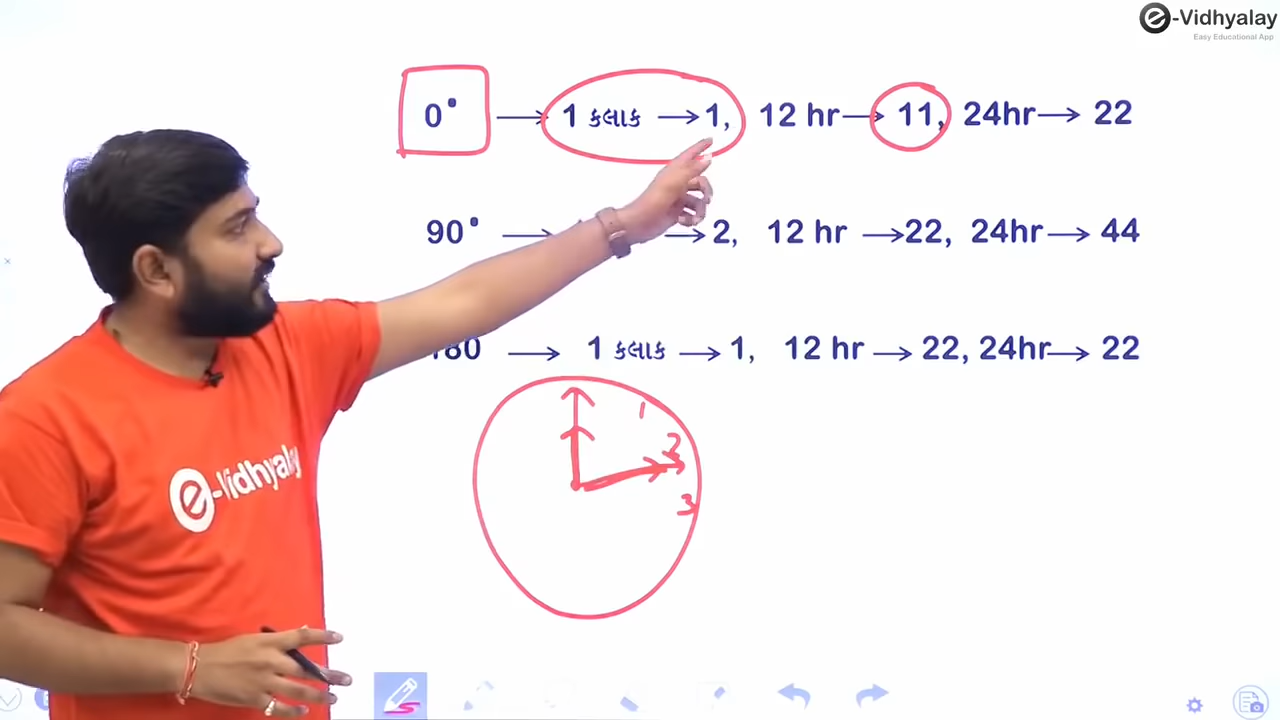 e-Vidhyalay
Easy Educational App
0° → 1 કલાક → 1, 12 hr → 11, 24hr → 22
90° → → 2, 12 hr → 22, 24hr → 44
180 → 1 કલાક → 1, 12 hr → 22, 24hr → 22
1
2
3
e-Vidhyalay